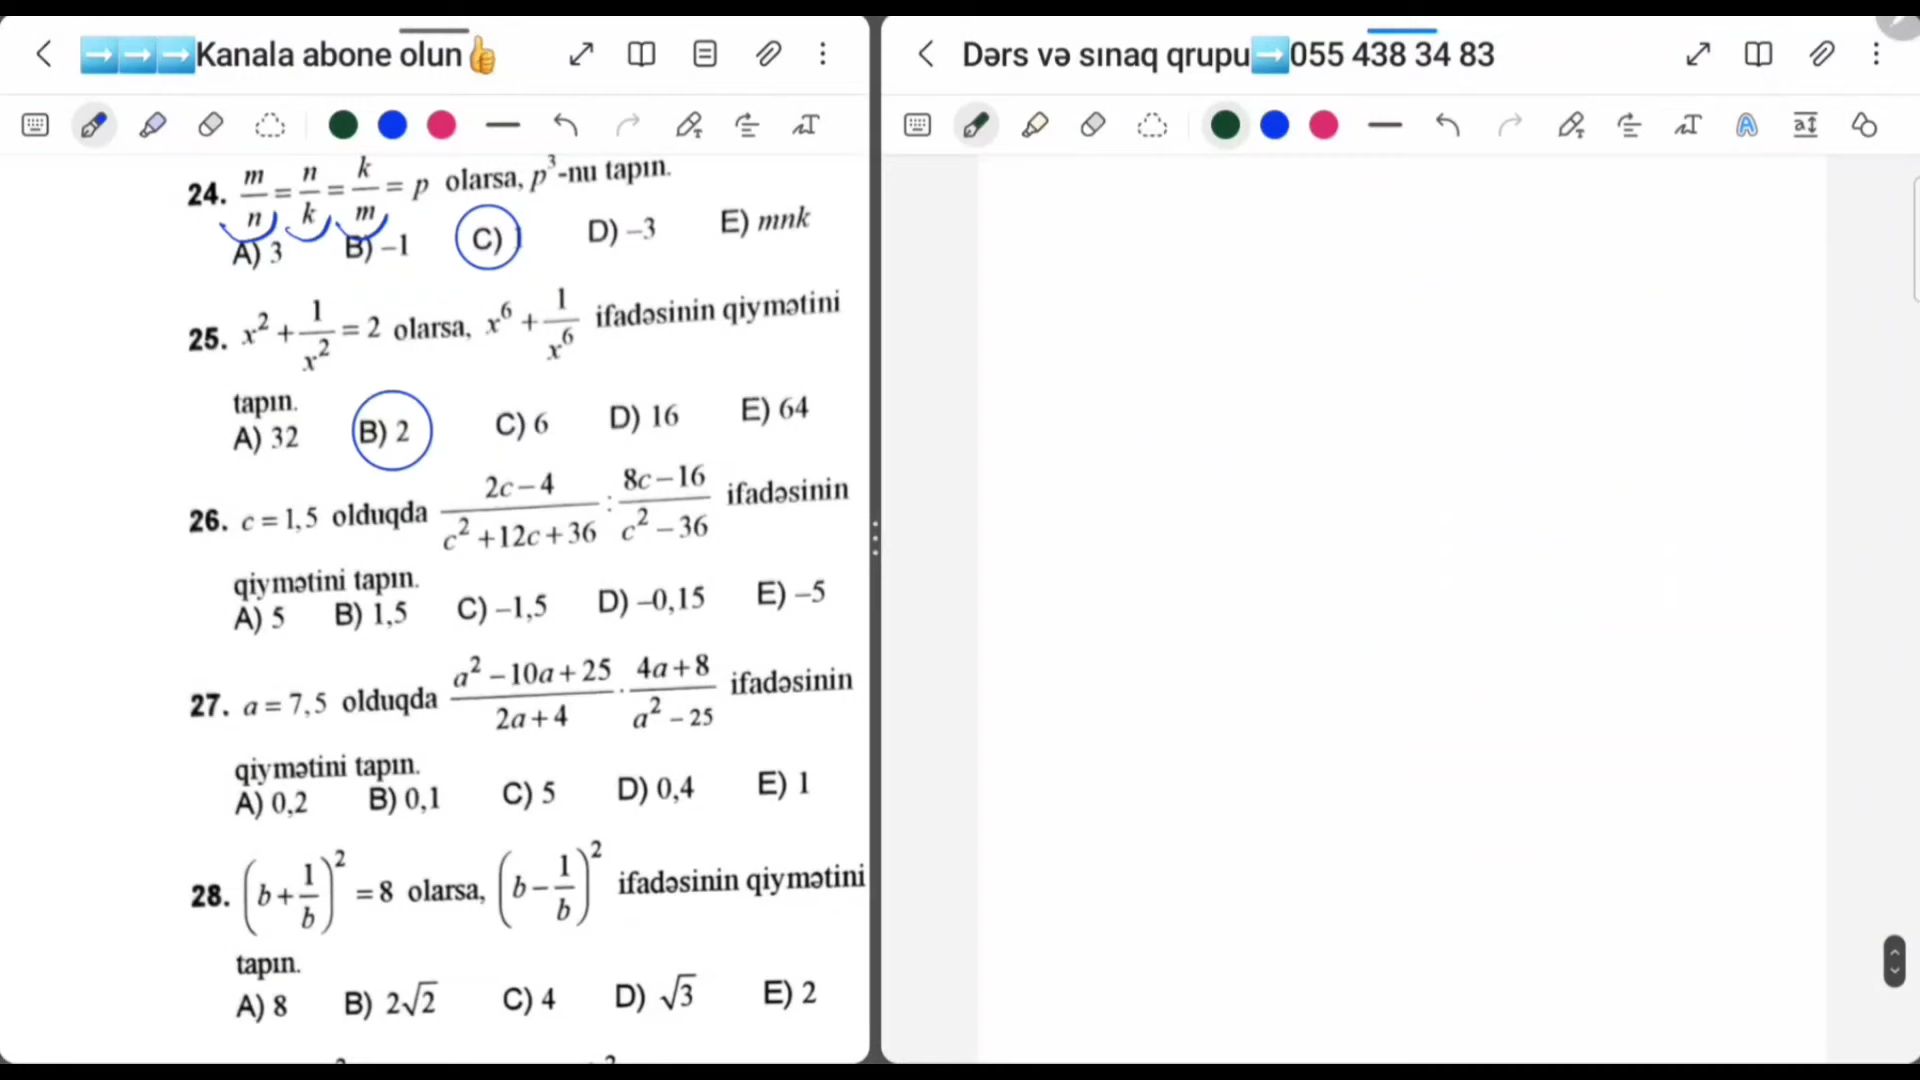 ➡️➡️➡️Kanala abone olun👍
Dərs və sınaq qrupu➡️055 438 34 83
24. m/n = n/k = k/m = p olarsa, p³-nu tapın.
A) 3 B) –1 C) 1 D) –3 E) mnk
25. x² + 1/x² = 2 olarsa, x⁶ + 1/x⁶ ifadəsinin qiymətini
tapın.
A) 32 B) 2 C) 6 D) 16 E) 64
26. c = 1,5 olduqda (2c – 4)/(c² + 12c + 36) : (8c – 16)/(c² – 36) ifadəsinin
qiymətini tapın.
A) 5 B) 1,5 C) –1,5 D) –0,15 E) –5
27. a = 7,5 olduqda (a² – 10a + 25)/(2a + 4) · (4a + 8)/(a² – 25) ifadəsinin
qiymətini tapın.
A) 0,2 B) 0,1 C) 5 D) 0,4 E) 1
28. (b + 1/b)² = 8 olarsa, (b – 1/b)² ifadəsinin qiymətini
tapın.
A) 8 B) 2√2 C) 4 D) √3 E) 2